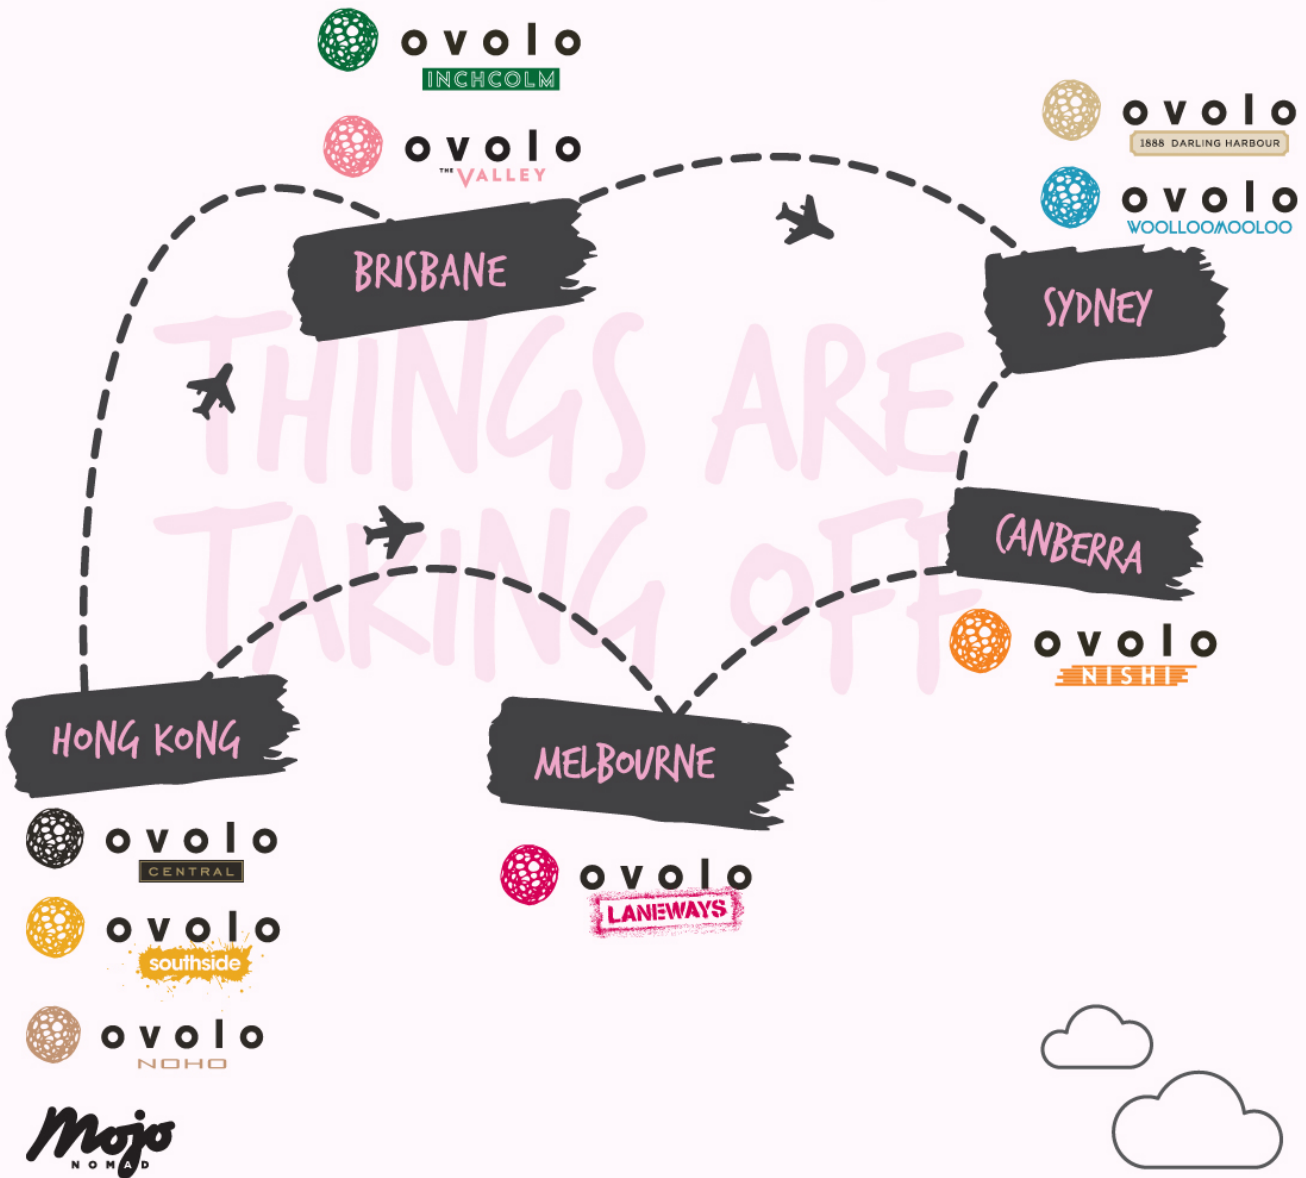 ovolo
INCHCOLM
ovolo
THE VALLEY
BRISBANE
ovolo
1888 DARLING HARBOUR
ovolo
WOOLLOOMOOLOO
SYDNEY
THINGS ARE
TAKING OFF
CANBERRA
ovolo
NISHI
HONG KONG
ovolo
CENTRAL
ovolo
southside
ovolo
NOHO
Mojo
NOMAD
MELBOURNE
ovolo
LANEWAYS